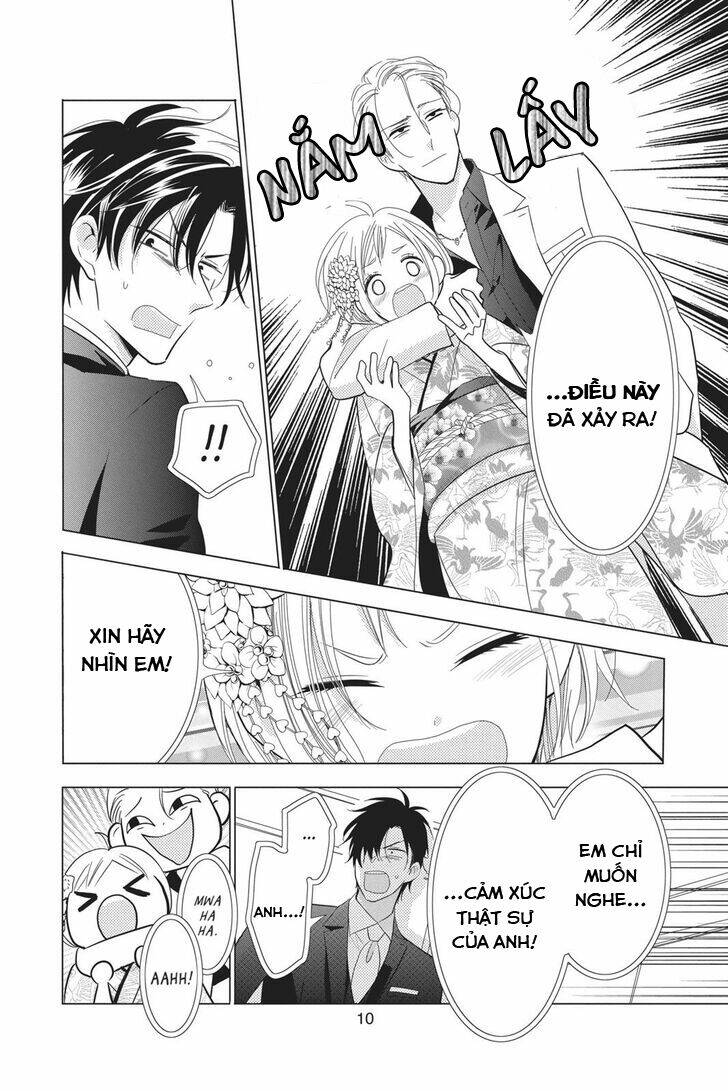 NẮM
LẤY
...ĐIỀU NÀY
ĐÃ XẢY RA!
!!
XIN HÃY
NHÌN EM!
EM CHỈ
MUỐN
NGHE...
...CẢM XÚC
THẬT SỰ
CỦA ANH!
...
ANH...!
MWA
HA
HA.
AAHH!
10